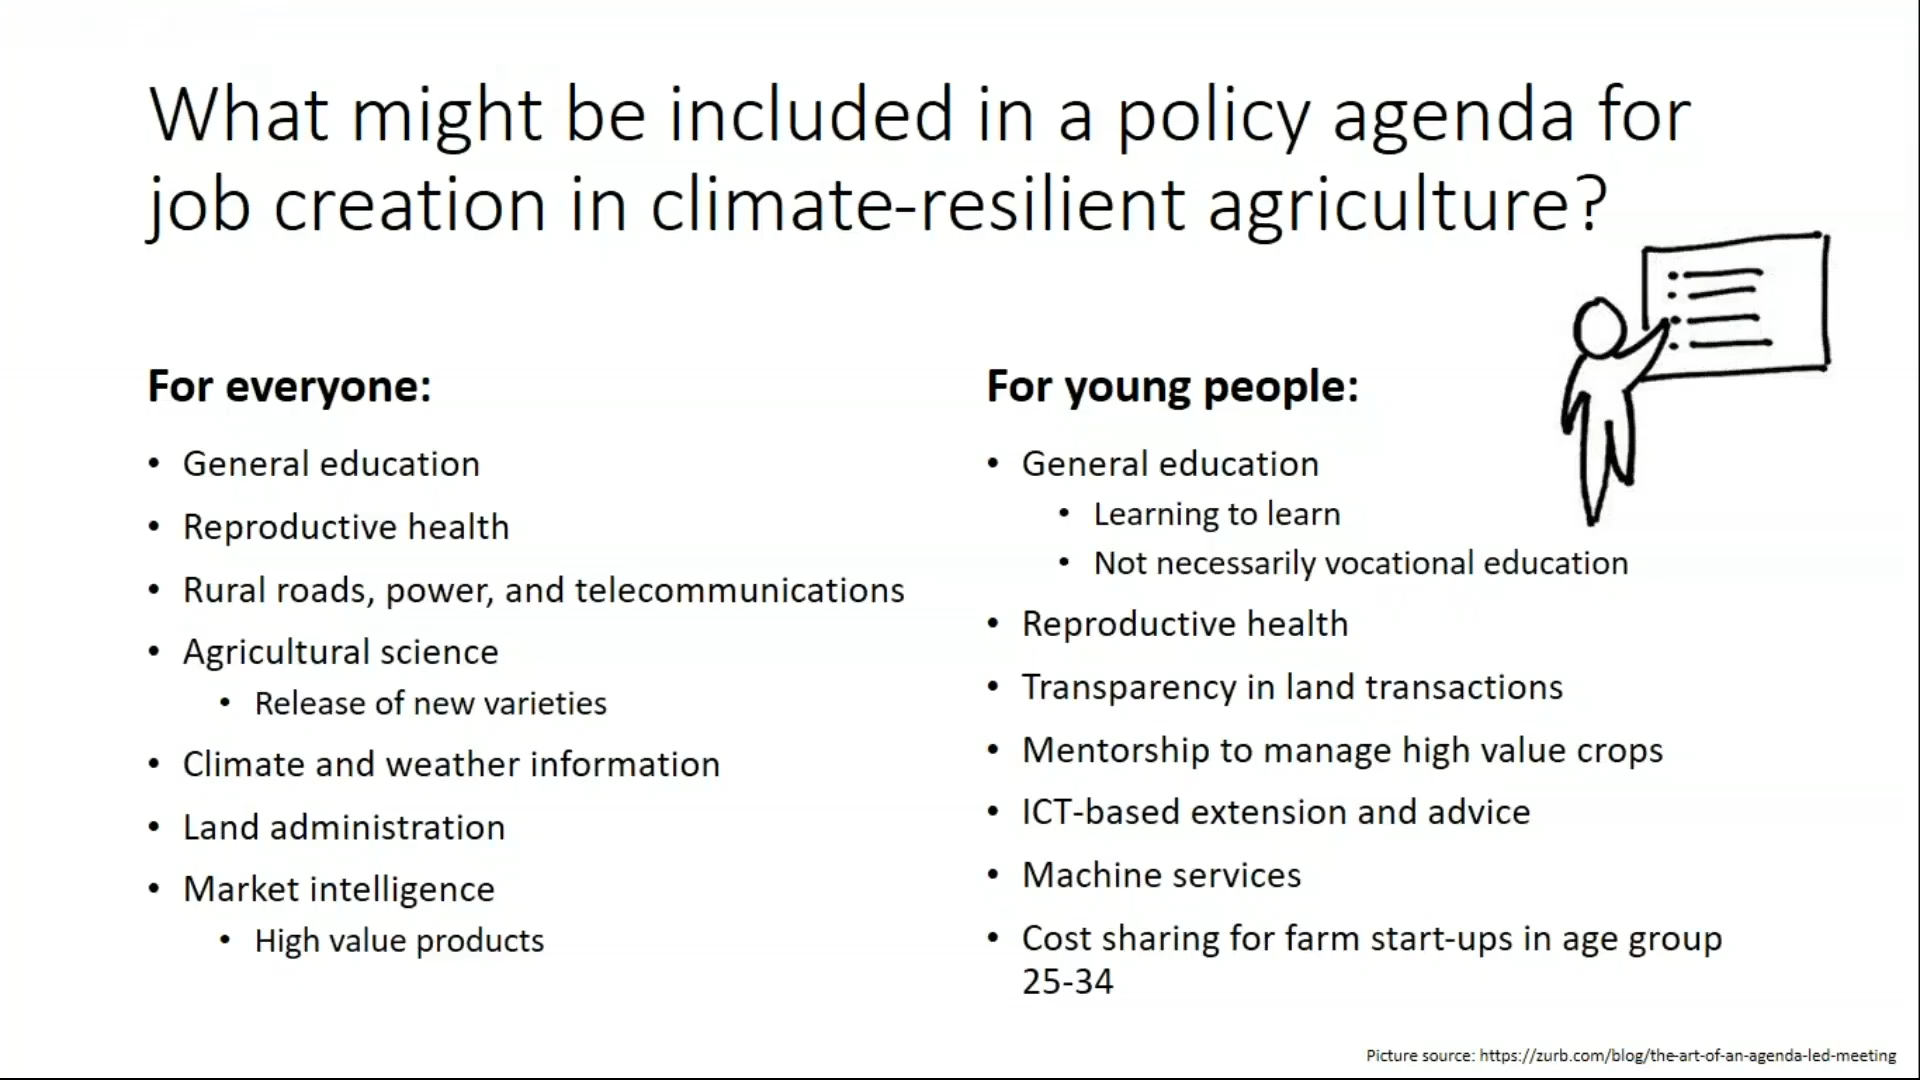 What might be included in a policy agenda for
job creation in climate-resilient agriculture?
For everyone:
• General education
• Reproductive health
• Rural roads, power, and telecommunications
• Agricultural science
• Release of new varieties
• Climate and weather information
• Land administration
• Market intelligence
• High value products
For young people:
• General education
• Learning to learn
• Not necessarily vocational education
• Reproductive health
• Transparency in land transactions
• Mentorship to manage high value crops
• ICT-based extension and advice
• Machine services
• Cost sharing for farm start-ups in age group
25-34
Picture source: https://zurb.com/blog/the-art-of-an-agenda-led-meeting